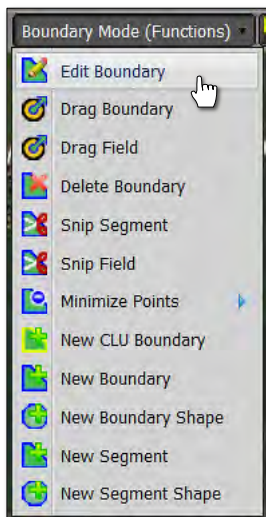 Boundary Mode (Functions)
Edit Boundary
Drag Boundary
Drag Field
Delete Boundary
Snip Segment
Snip Field
Minimize Points
New CLU Boundary
New Boundary
New Boundary Shape
New Segment
New Segment Shape